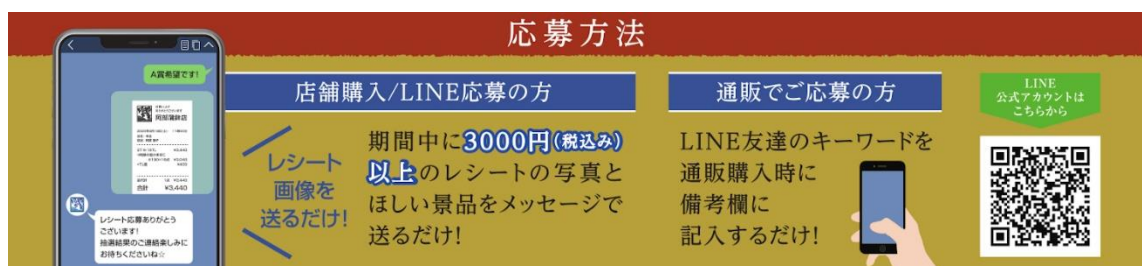 応募方法
A賞希望です!
阿部蒲鉾店
合計 ¥3,440
レシート応募ありがとう
ございます!
抽選結果のご連絡楽しみに
お待ちくださいね☆
店舗購入/LINE応募の方
レシート
画像を
送るだけ!
期間中に3000円(税込み)
以上のレシートの写真と
ほしい景品をメッセージで
送るだけ!
通販でご応募の方
LINE友達のキーワードを
通販購入時に
備考欄に
記入するだけ!
LINE
公式アカウントは
こちらから